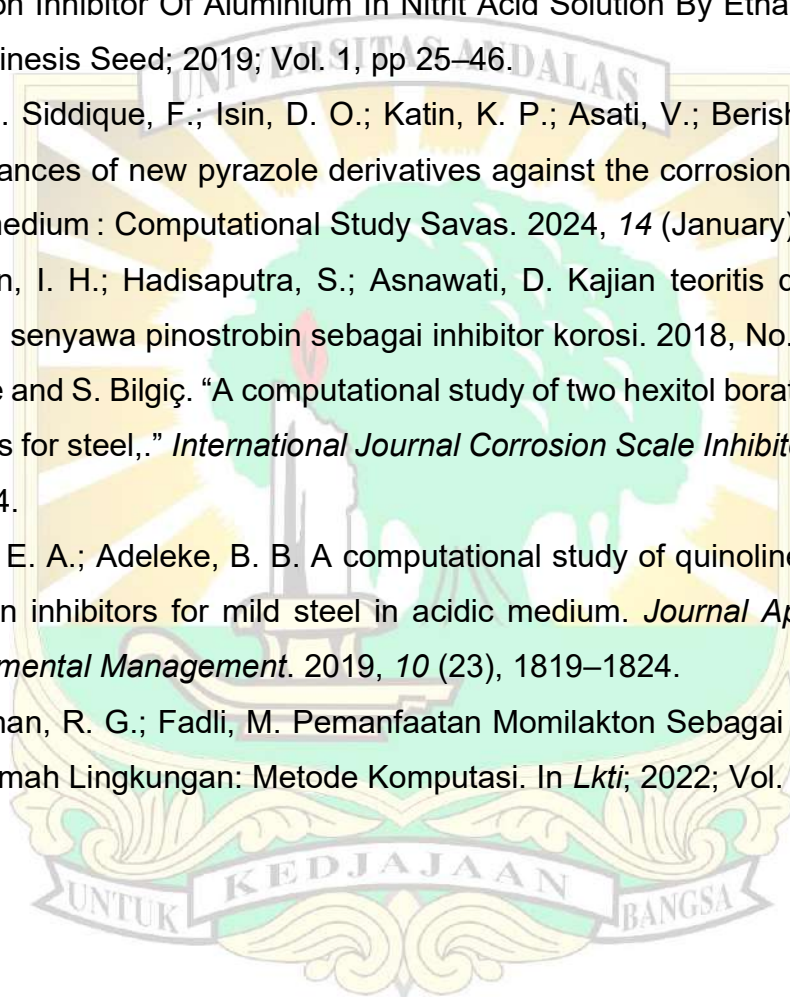 on Inhibitor Of Aluminium In Nitrit Acid Solution By Etha
inesis Seed; 2019; Vol. 1, pp 25–46.
UNIVERSITAS ANDALAS
. Siddique, F.; Isin, D. O.; Katin, K. P.; Asati, V.; Berish
ances of new pyrazole derivatives against the corrosion
medium : Computational Study Savas. 2024, 14 (January)
n, I. H.; Hadisaputra, S.; Asnawati, D. Kajian teoritis d
senyawa pinostrobin sebagai inhibitor korosi. 2018, No.
e and S. Bilgiç. “A computational study of two hexitol borat
s for steel,.” International Journal Corrosion Scale Inhibit
4.
E. A.; Adeleke, B. B. A computational study of quinoline
n inhibitors for mild steel in acidic medium. Journal Ap
mental Management. 2019, 10 (23), 1819–1824.
nan, R. G.; Fadli, M. Pemanfaatan Momilakton Sebagai
mah Lingkungan: Metode Komputasi. In Lkti; 2022; Vol.
UNTUK KEDJAJAAN BANGSA